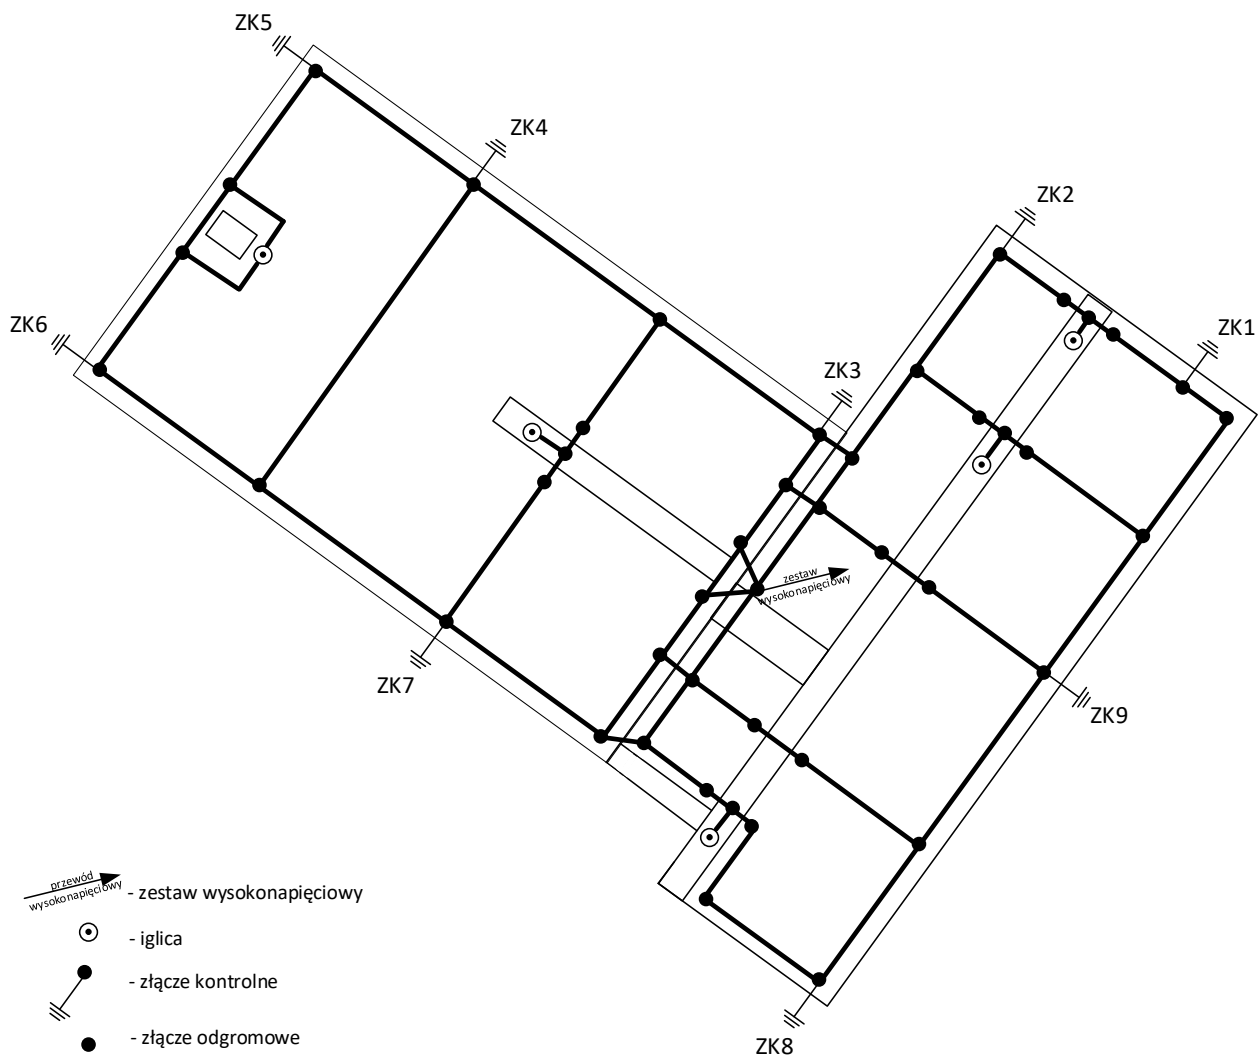 ZK5
ZK4
ZK2
ZK6
ZK1
ZK3
zestaw
wysokonapięciowy
ZK7
ZK9
przewód
wysokonapięciowy
- zestaw wysokonapięciowy
- iglica
- złącze kontrolne
- złącze odgromowe
ZK8